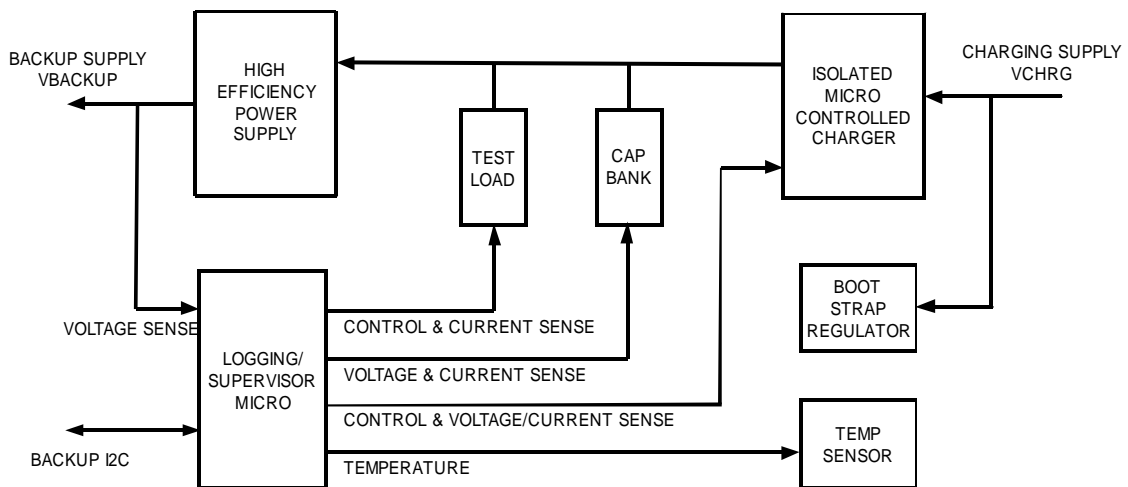 BACKUP SUPPLY
VBACKUP
HIGH
EFFICIENCY
POWER
SUPPLY
TEST
LOAD
CAP
BANK
ISOLATED
MICRO
CONTROLLED
CHARGER
CHARGING SUPPLY
VCHRG
VOLTAGE SENSE
LOGGING/
SUPERVISOR
MICRO
CONTROL & CURRENT SENSE
VOLTAGE & CURRENT SENSE
CONTROL & VOLTAGE/CURRENT SENSE
TEMPERATURE
BOOT
STRAP
REGULATOR
TEMP
SENSOR
BACKUP I2C